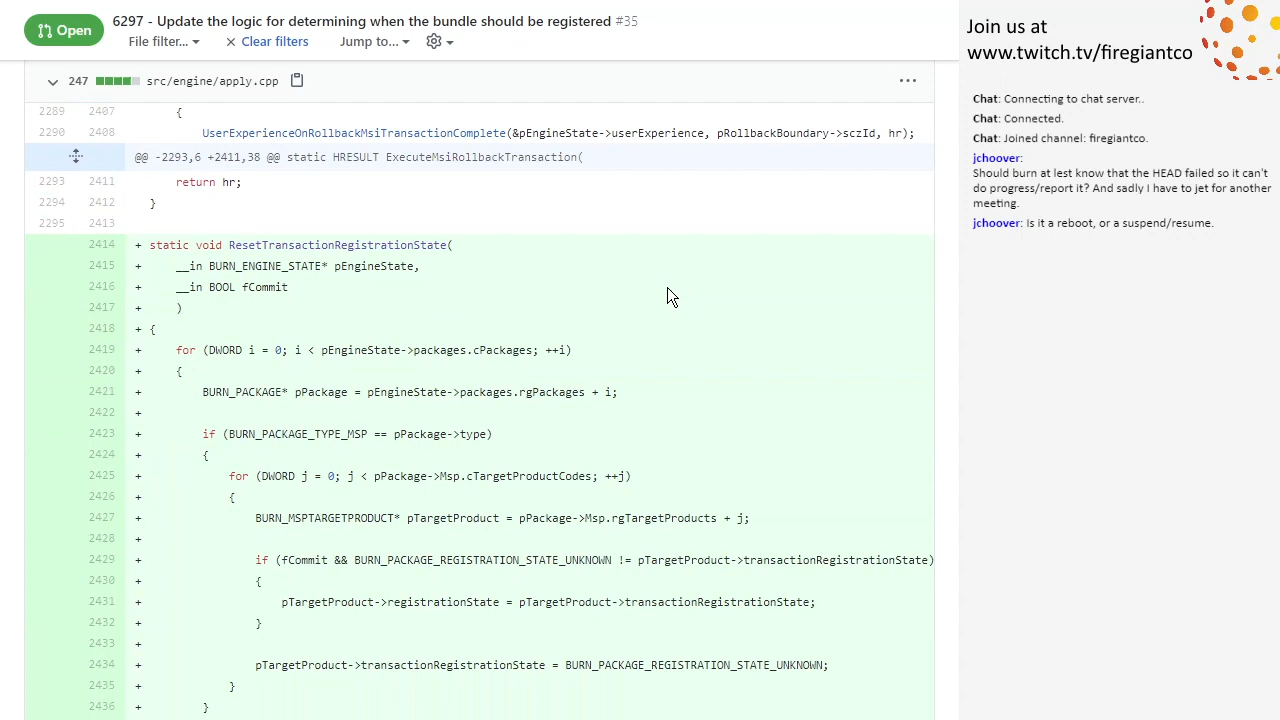 Open
6297 - Update the logic for determining when the bundle should be registered #35
File filter... Clear filters Jump to...
247 src/engine/apply.cpp
2289 2407 {
2290 2408 UserExperienceOnRollbackMsiTransactionComplete(&pEngineState->userExperience, pRollbackBoundary->sczId, hr);
@@ -2293,6 +2411,38 @@ static HRESULT ExecuteMsiRollbackTransaction(
2293 2411 return hr;
2294 2412 }
2295 2413
2414 + static void ResetTransactionRegistrationState(
2415 + __in BURN_ENGINE_STATE* pEngineState,
2416 + __in BOOL fCommit
2417 + )
2418 + {
2419 + for (DWORD i = 0; i < pEngineState->packages.cPackages; ++i)
2420 + {
2421 + BURN_PACKAGE* pPackage = pEngineState->packages.rgPackages + i;
2422 +
2423 + if (BURN_PACKAGE_TYPE_MSP == pPackage->type)
2424 + {
2425 + for (DWORD j = 0; j < pPackage->Msp.cTargetProductCodes; ++j)
2426 + {
2427 + BURN_MSPTARGETPRODUCT* pTargetProduct = pPackage->Msp.rgTargetProducts + j;
2428 +
2429 + if (fCommit && BURN_PACKAGE_REGISTRATION_STATE_UNKNOWN != pTargetProduct->transactionRegistrationState)
2430 + {
2431 + pTargetProduct->registrationState = pTargetProduct->transactionRegistrationState;
2432 + }
2433 +
2434 + pTargetProduct->transactionRegistrationState = BURN_PACKAGE_REGISTRATION_STATE_UNKNOWN;
2435 + }
2436 + }
Join us at
www.twitch.tv/firegiantco
Chat: Connecting to chat server..
Chat: Connected.
Chat: Joined channel: firegiantco.
jchoover:
Should burn at lest know that the HEAD failed so it can't
do progress/report it? And sadly I have to jet for another
meeting.
jchoover: Is it a reboot, or a suspend/resume.